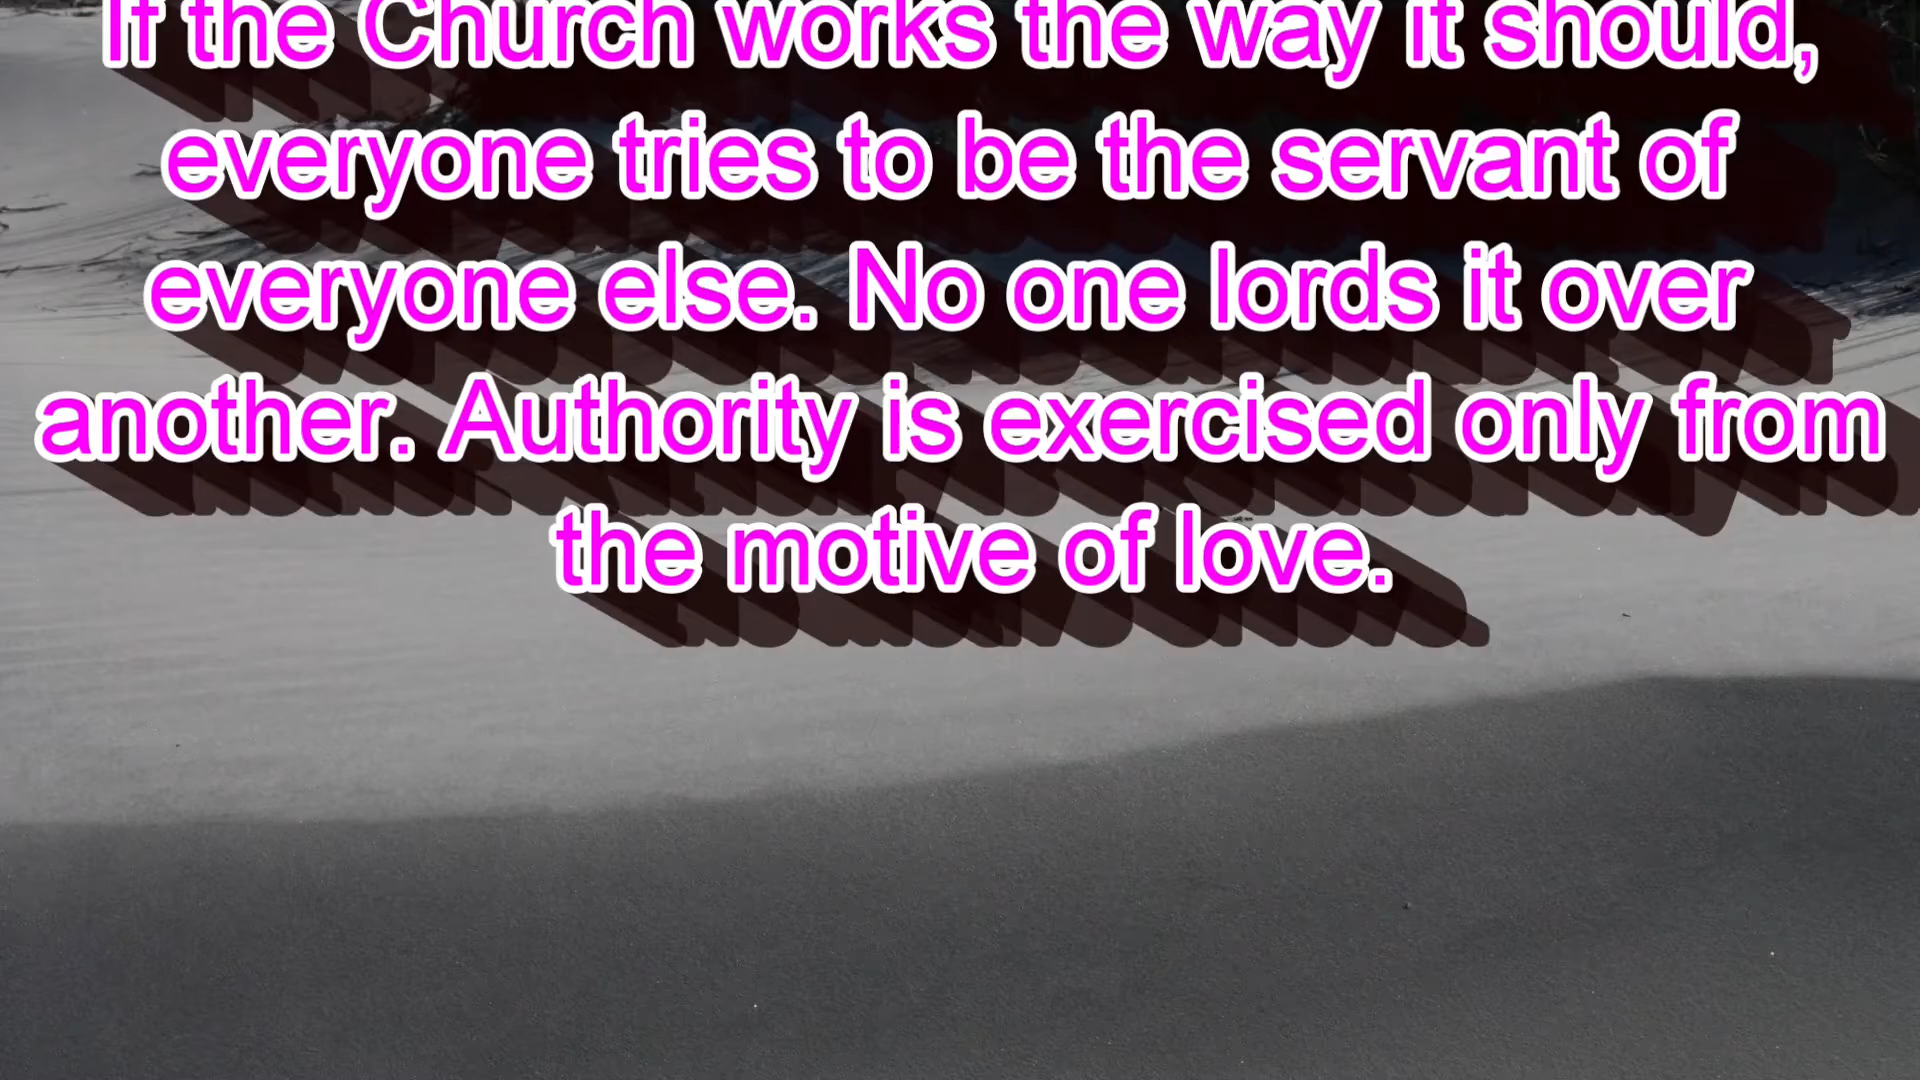 If the Church works the way it should,
everyone tries to be the servant of
everyone else. No one lords it over
another. Authority is exercised only from
the motive of love.